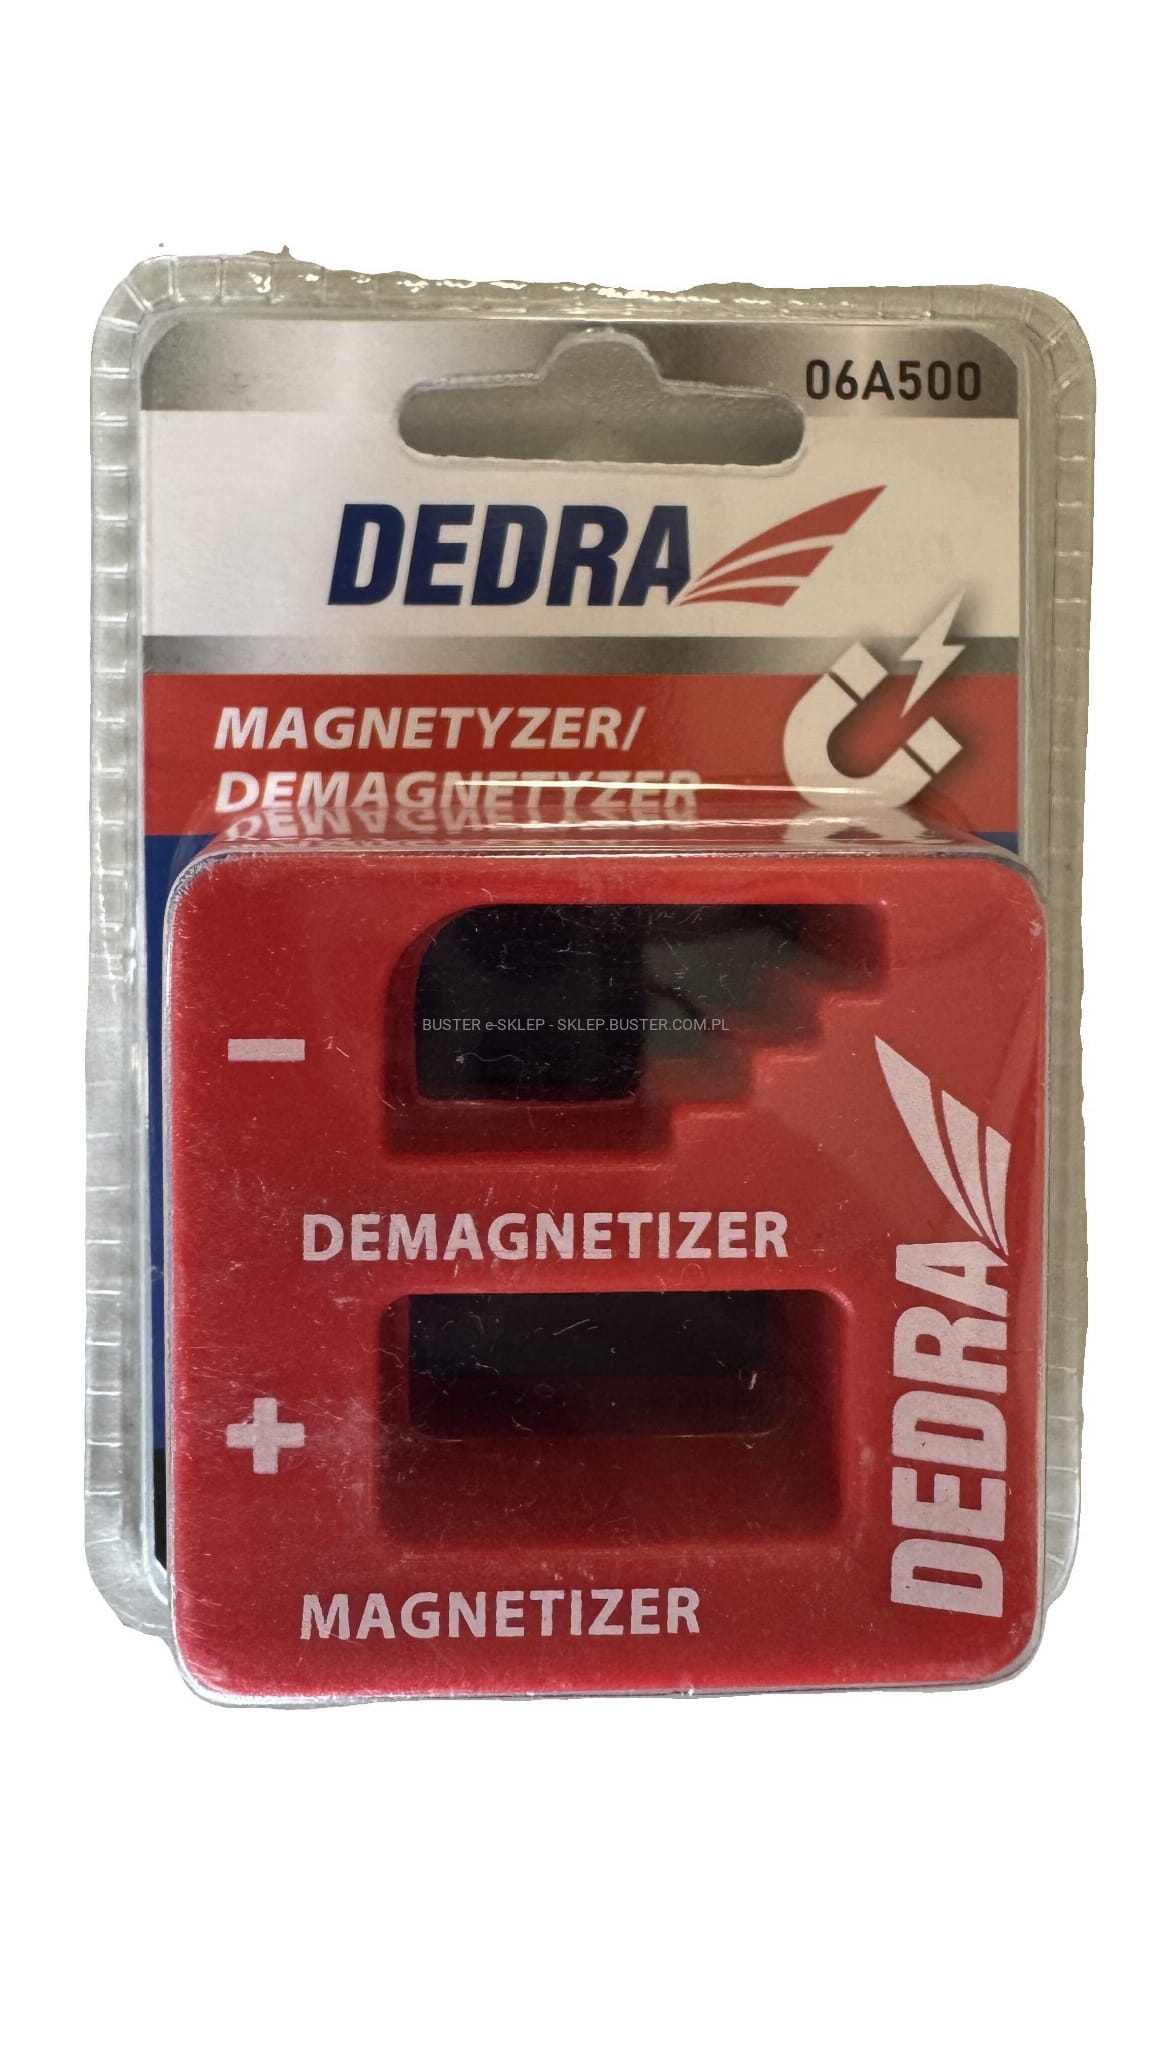 06A500
DEDRA
MAGNETYZER/
DEMAGNETYZER
BUSTER e-SKLEP - SKLEP.BUSTER.COM.PL
−
DEMAGNETIZER
+
MAGNETIZER
DEDRA